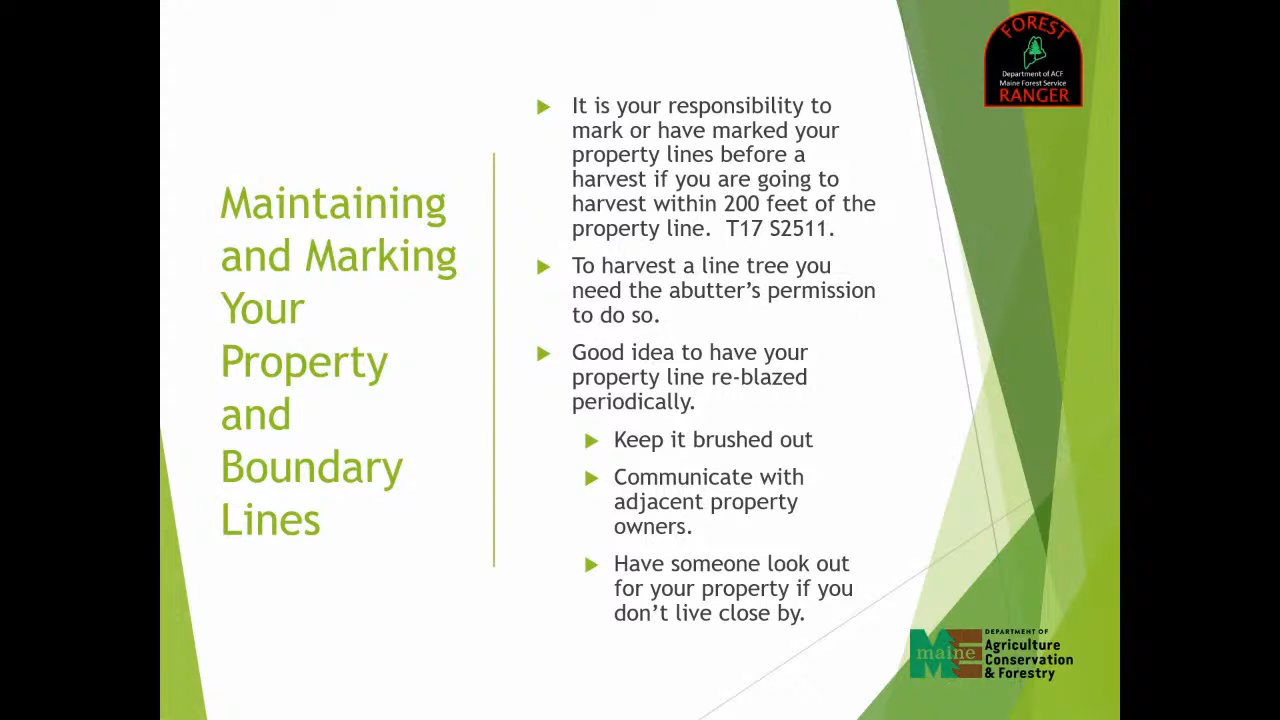 Maintaining
and Marking
Your
Property
and
Boundary
Lines
It is your responsibility to
mark or have marked your
property lines before a
harvest if you are going to
harvest within 200 feet of the
property line.  T17 S2511.
To harvest a line tree you
need the abutter’s permission
to do so.
Good idea to have your
property line re-blazed
periodically.
Keep it brushed out
Communicate with
adjacent property
owners.
Have someone look out
for your property if you
don’t live close by.
FOREST
Department of ACF
Maine Forest Service
RANGER
maine
DEPARTMENT OF
Agriculture
Conservation
& Forestry